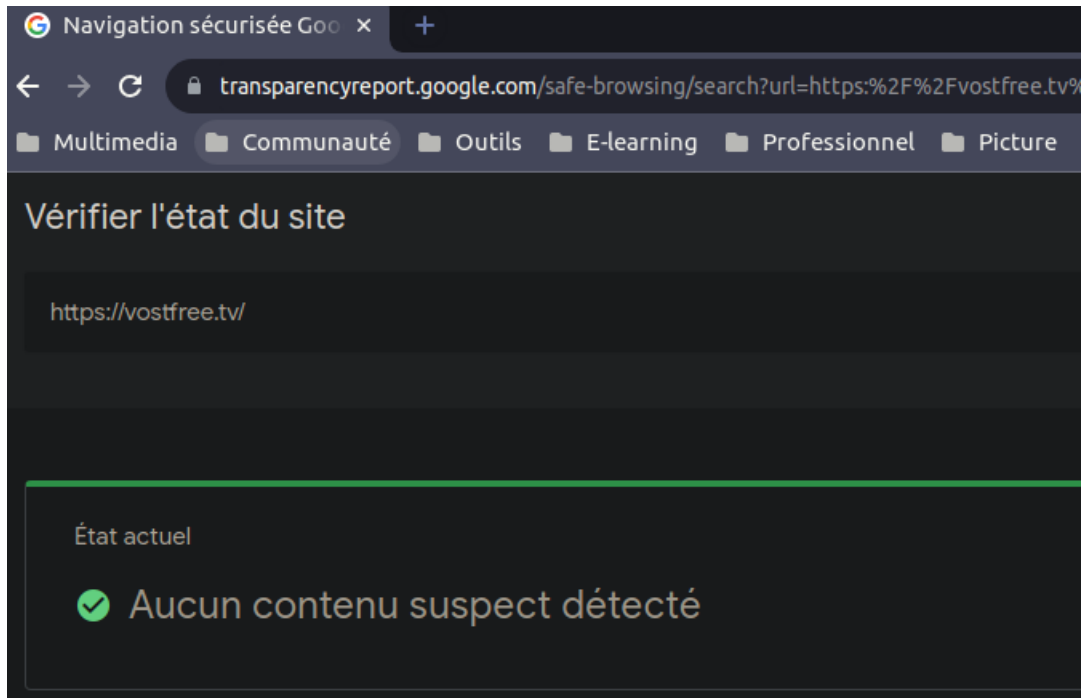 Navigation sécurisée Goo
transparencyreport.google.com/safe-browsing/search?url=https:%2F%2Fvostfree.tv%
Multimedia Communauté Outils E-learning Professionnel Picture
Vérifier l'état du site
https://vostfree.tv/
État actuel
Aucun contenu suspect détecté